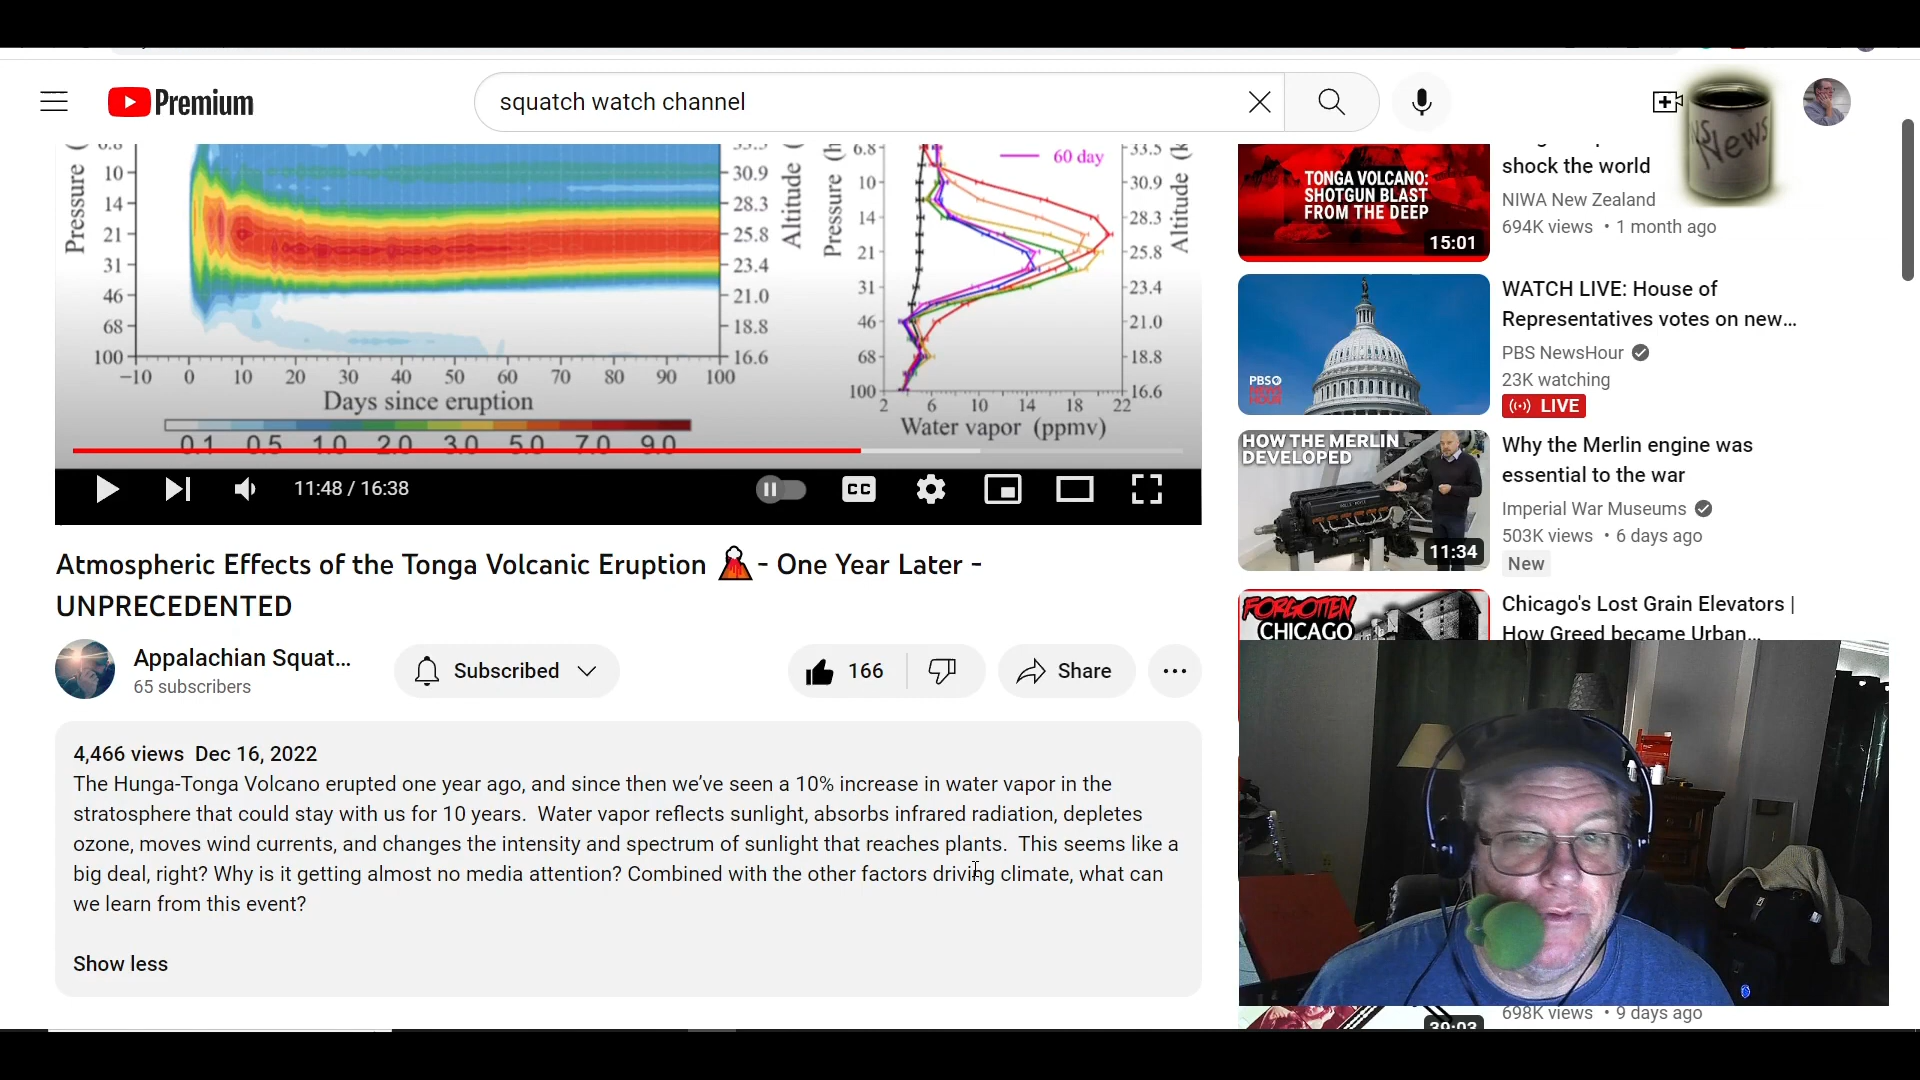 Premium
squatch watch channel
News
Pressure (
6.8
10
14
21
31
46
68
100
30.9
28.3
25.8
23.4
21.0
18.8
16.6
Altitude (
−10 0 10 20 30 40 50 60 70 80 90 100
Days since eruption
0.1 0.5 1.0 2.0 3.0 5.0 7.0 9.0
Pressure (h
6.8
10
14
21
31
46
68
100
60 day
33.5
30.9
28.3
25.8
23.4
21.0
18.8
16.6
Altitude (k
2 6 10 14 18 22
Water vapor (ppmv)
11:48 / 16:38
CC
Atmospheric Effects of the Tonga Volcanic Eruption 🌋 - One Year Later -
UNPRECEDENTED
Appalachian Squat...
65 subscribers
Subscribed
166
Share
4,466 views Dec 16, 2022
The Hunga-Tonga Volcano erupted one year ago, and since then we've seen a 10% increase in water vapor in the
stratosphere that could stay with us for 10 years. Water vapor reflects sunlight, absorbs infrared radiation, depletes
ozone, moves wind currents, and changes the intensity and spectrum of sunlight that reaches plants. This seems like a
big deal, right? Why is it getting almost no media attention? Combined with the other factors driving climate, what can
we learn from this event?
Show less
TONGA VOLCANO:
SHOTGUN BLAST
FROM THE DEEP
15:01
shock the world
NIWA New Zealand
694K views • 1 month ago
PBS
NEWS
HOUR
WATCH LIVE: House of
Representatives votes on new...
PBS NewsHour
23K watching
LIVE
HOW THE MERLIN
DEVELOPED
11:34
Why the Merlin engine was
essential to the war
Imperial War Museums
503K views • 6 days ago
New
FORGOTTEN
CHICAGO
Chicago's Lost Grain Elevators |
How Greed became Urban...
39:03
698K views • 9 days ago